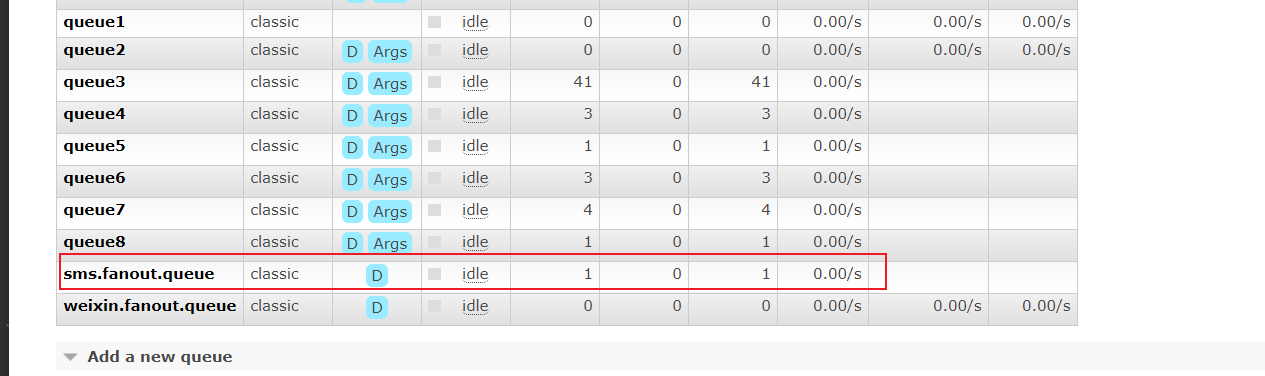 queue1 classic idle 0 0 0 0.00/s 0.00/s 0.00/s
queue2 classic D Args idle 0 0 0 0.00/s 0.00/s 0.00/s
queue3 classic D Args idle 41 0 41 0.00/s
queue4 classic D Args idle 3 0 3 0.00/s
queue5 classic D Args idle 1 0 1 0.00/s
queue6 classic D Args idle 3 0 3 0.00/s
queue7 classic D Args idle 4 0 4 0.00/s
queue8 classic D Args idle 1 0 1 0.00/s
sms.fanout.queue classic D idle 1 0 1 0.00/s
weixin.fanout.queue classic D idle 0 0 0 0.00/s 0.00/s 0.00/s
Add a new queue